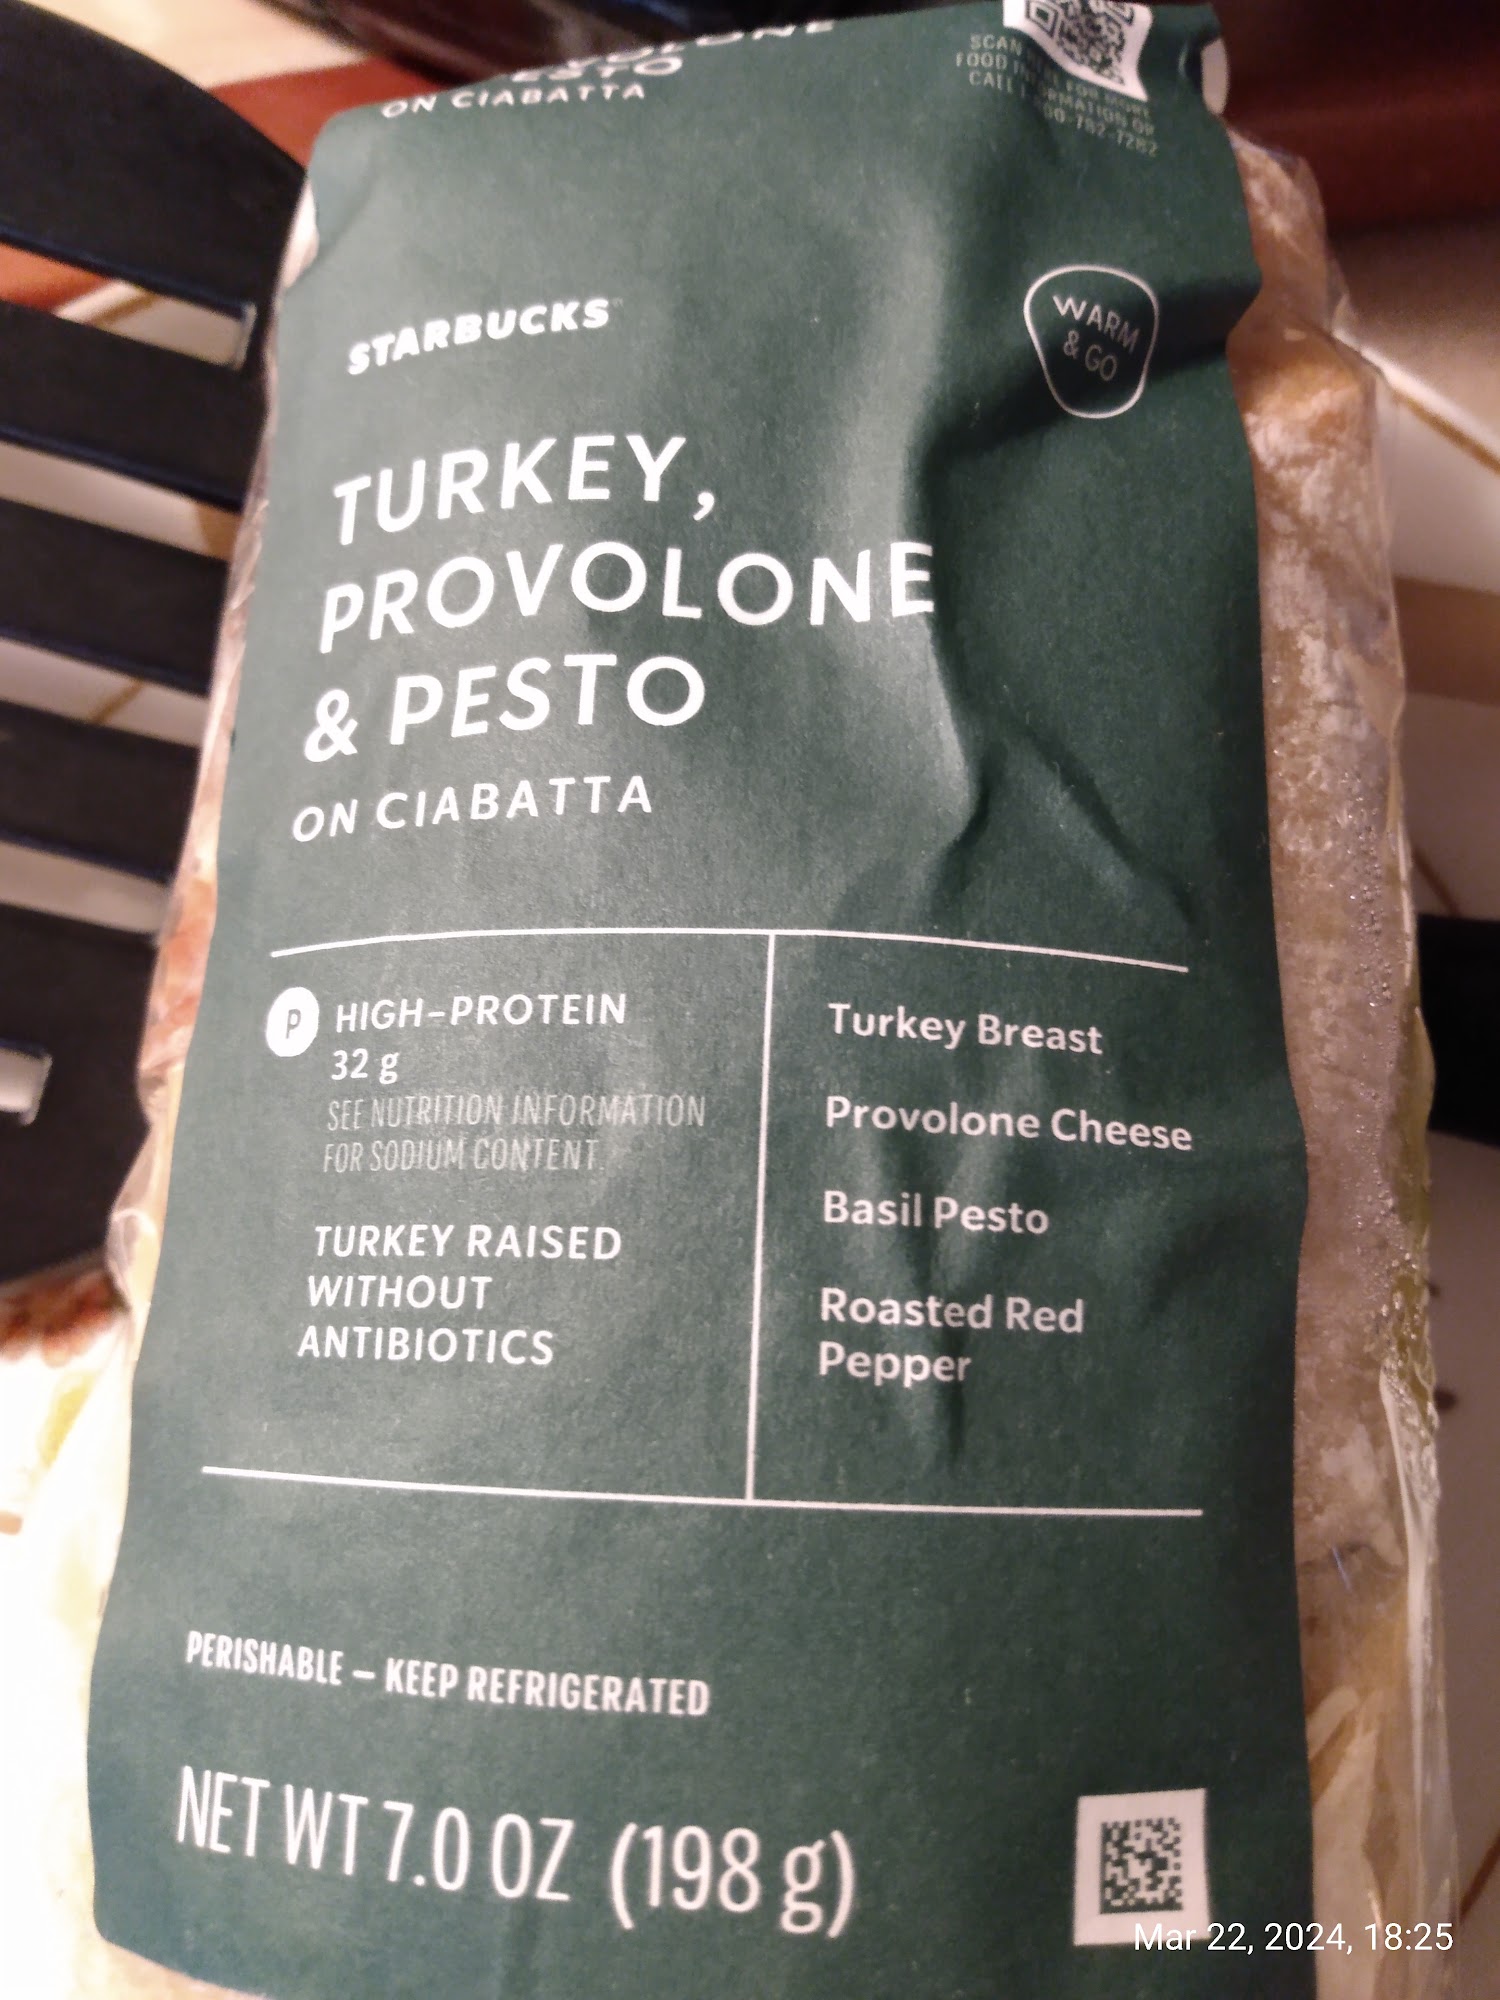 ON CIABATTA
STARBUCKS
WARM
& GO
TURKEY,
PROVOLONE
& PESTO
ON CIABATTA
P HIGH-PROTEIN
32 g
SEE NUTRITION INFORMATION
FOR SODIUM CONTENT.
TURKEY RAISED
WITHOUT
ANTIBIOTICS
Turkey Breast
Provolone Cheese
Basil Pesto
Roasted Red
Pepper
PERISHABLE – KEEP REFRIGERATED
NET WT 7.0 OZ (198 g)
Mar 22, 2024, 18:25